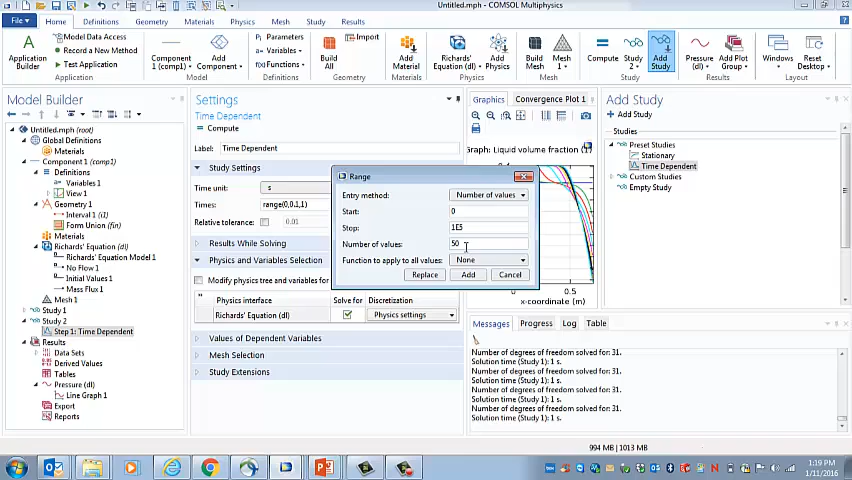 Untitled.mph - COMSOL Multiphysics
File Home Definitions Geometry Materials Physics Mesh Study Results
Application Builder
Model Data Access
Record a New Method
Test Application
Application
Component 1 (comp1)
Add Component
Model
Pi Parameters
a= Variables
f(x) Functions
Import
Definitions
Build All
Geometry
Add Material
Materials
Richards' Equation (dl)
Add Physics
Physics
Build Mesh
Mesh 1
Mesh
Compute
Study 2
Add Study
Study
Pressure (dl)
Add Plot Group
Results
Windows
Reset Desktop
Layout
Model Builder
Untitled.mph (root)
Global Definitions
Materials
Component 1 (comp1)
Definitions
Variables 1
View 1
Geometry 1
Interval 1 (i1)
Form Union (fin)
Materials
Richards' Equation (dl)
Richards' Equation Model 1
No Flow 1
Initial Values 1
Mass Flux 1
Mesh 1
Study 1
Study 2
Step 1: Time Dependent
Results
Data Sets
Derived Values
Tables
Pressure (dl)
Line Graph 1
Export
Reports
Settings
Time Dependent
Compute
Label: Time Dependent
Study Settings
Time unit: s
Times: range(0,0.1,1)
Relative tolerance: 0.01
Results While Solving
Physics and Variables Selection
Modify physics tree and variables for
Physics interface Solve for Discretization
Richards' Equation (dl) Physics settings
Values of Dependent Variables
Mesh Selection
Study Extensions
Range
Entry method: Number of values
Start: 0
Stop: 1E5
Number of values: 50
Function to apply to all values: None
Replace Add Cancel
Graphics Convergence Plot 1
Graph: Liquid volume fraction (1)
0.5 1
x-coordinate (m)
Messages Progress Log Table
Number of degrees of freedom solved for: 31.
Solution time (Study 1): 1 s.
Number of degrees of freedom solved for: 31.
Solution time (Study 1): 1 s.
Number of degrees of freedom solved for: 31.
Solution time (Study 1): 1 s.
Number of degrees of freedom solved for: 31.
Solution time (Study 1): 1 s.
Add Study
Add Study
Studies
Preset Studies
Stationary
Time Dependent
Custom Studies
Empty Study
994 MB | 1013 MB
1:19 PM
1/11/2016